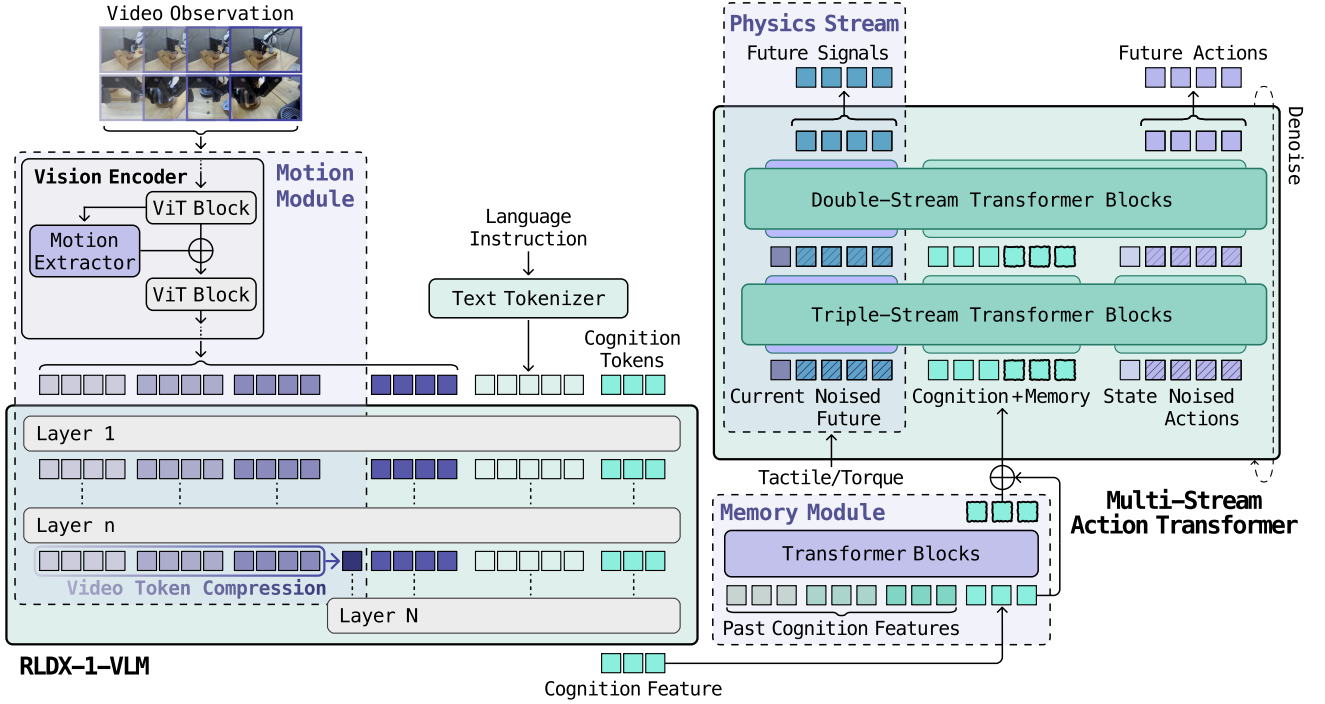 Video Observation
Vision Encoder
Motion
Module
ViT Block
Motion
Extractor
ViT Block
Language
Instruction
Text Tokenizer
Cognition
Tokens
Layer 1
Layer n
Video Token Compression
Layer N
RLDX-1-VLM
Cognition Feature
Physics Stream
Future Signals
Future Actions
Denoise
Double-Stream Transformer Blocks
Triple-Stream Transformer Blocks
Current Noised
Future
Cognition+Memory
State Noised
Actions
Tactile/Torque
Multi-Stream
Action Transformer
Memory Module
Transformer Blocks
Past Cognition Features